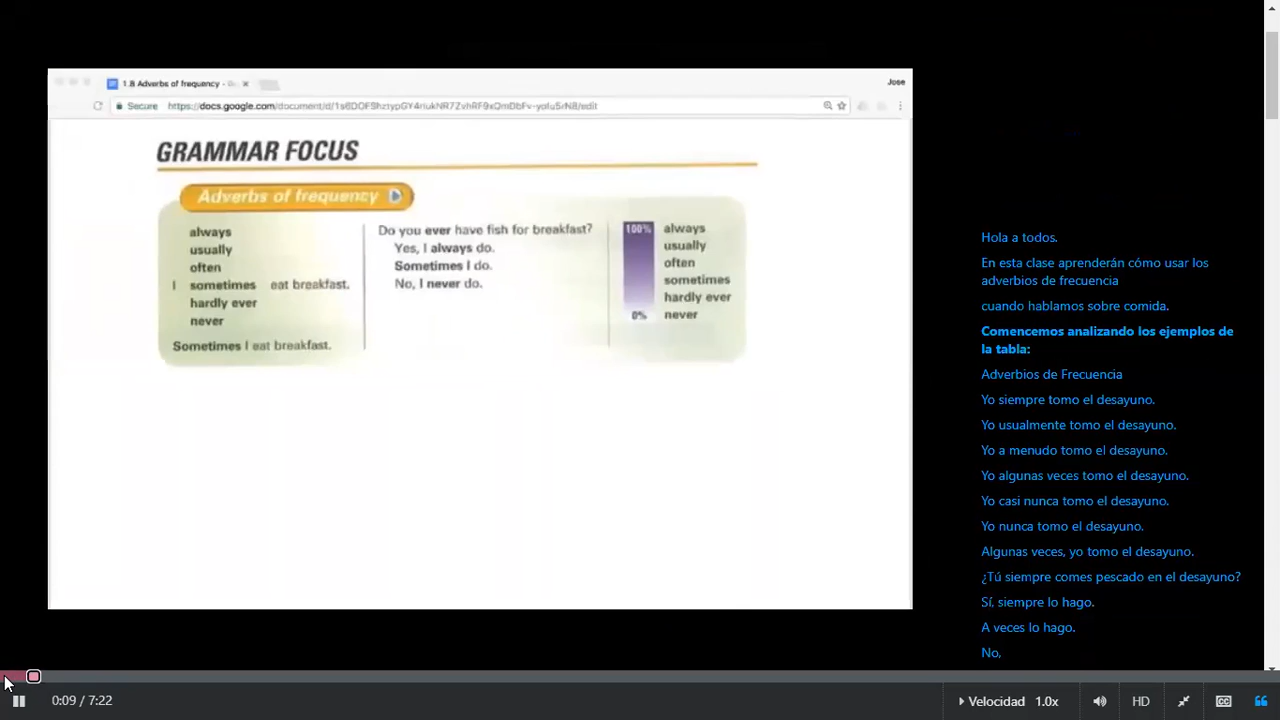 1.8 Adverbs of frequency - Go
Jose
Secure
GRAMMAR FOCUS
Adverbs of frequency
always
usually
often
I sometimes eat breakfast.
hardly ever
never
Sometimes I eat breakfast.
Do you ever have fish for breakfast?
Yes, I always do.
Sometimes I do.
No, I never do.
100% always
usually
often
sometimes
hardly ever
0% never
Hola a todos.
En esta clase aprenderán cómo usar los
adverbios de frecuencia
cuando hablamos sobre comida.
Comencemos analizando los ejemplos de
la tabla:
Adverbios de Frecuencia
Yo siempre tomo el desayuno.
Yo usualmente tomo el desayuno.
Yo a menudo tomo el desayuno.
Yo algunas veces tomo el desayuno.
Yo casi nunca tomo el desayuno.
Yo nunca tomo el desayuno.
Algunas veces, yo tomo el desayuno.
¿Tú siempre comes pescado en el desayuno?
Sí, siempre lo hago.
A veces lo hago.
No,
0:09 / 7:22
Velocidad 1.0x
HD
CC